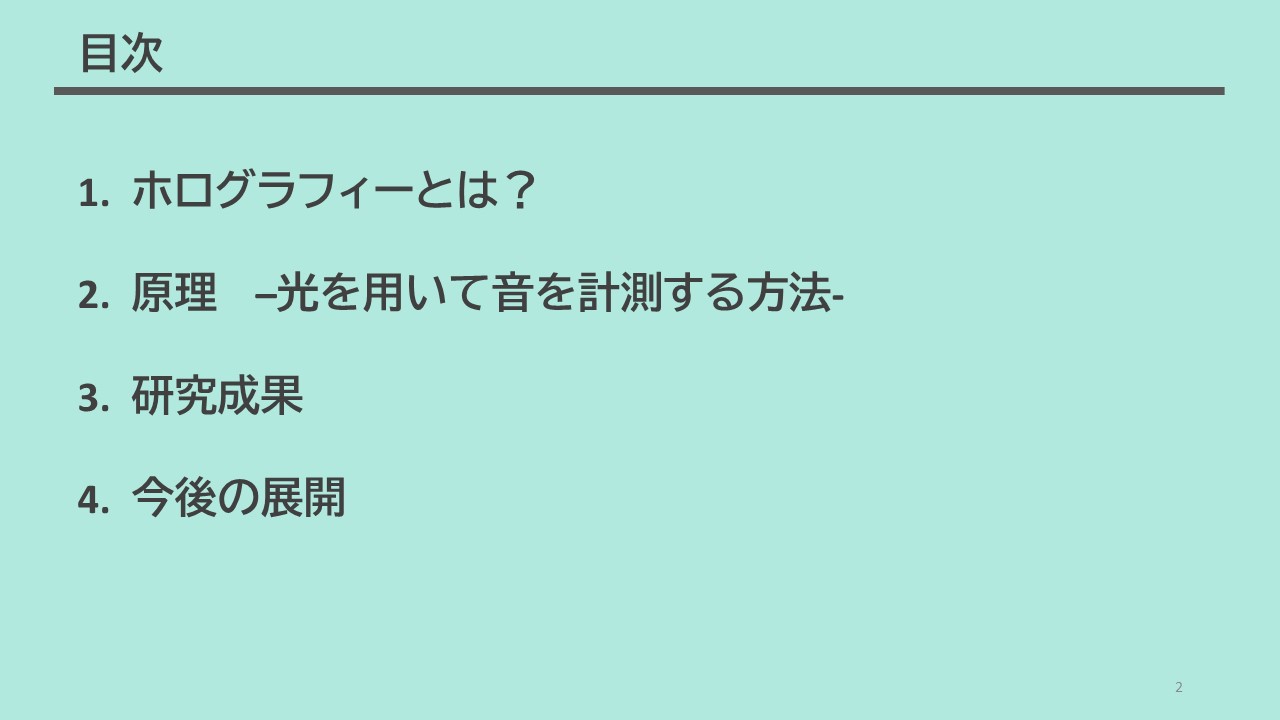 目次
1. ホログラフィーとは？
2. 原理　–光を用いて音を計測する方法-
3. 研究成果
4. 今後の展開
2